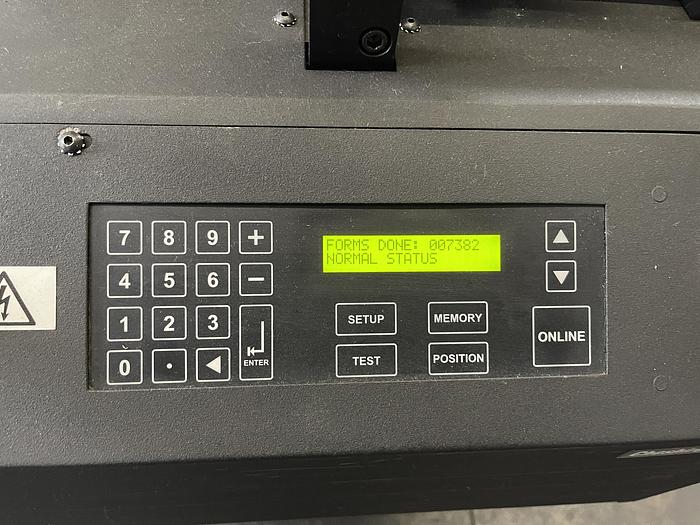 FORMS DONE: 007382
NORMAL STATUS
7 8 9 +
4 5 6 −
1 2 3
0 . ENTER
SETUP MEMORY
TEST POSITION
ONLINE